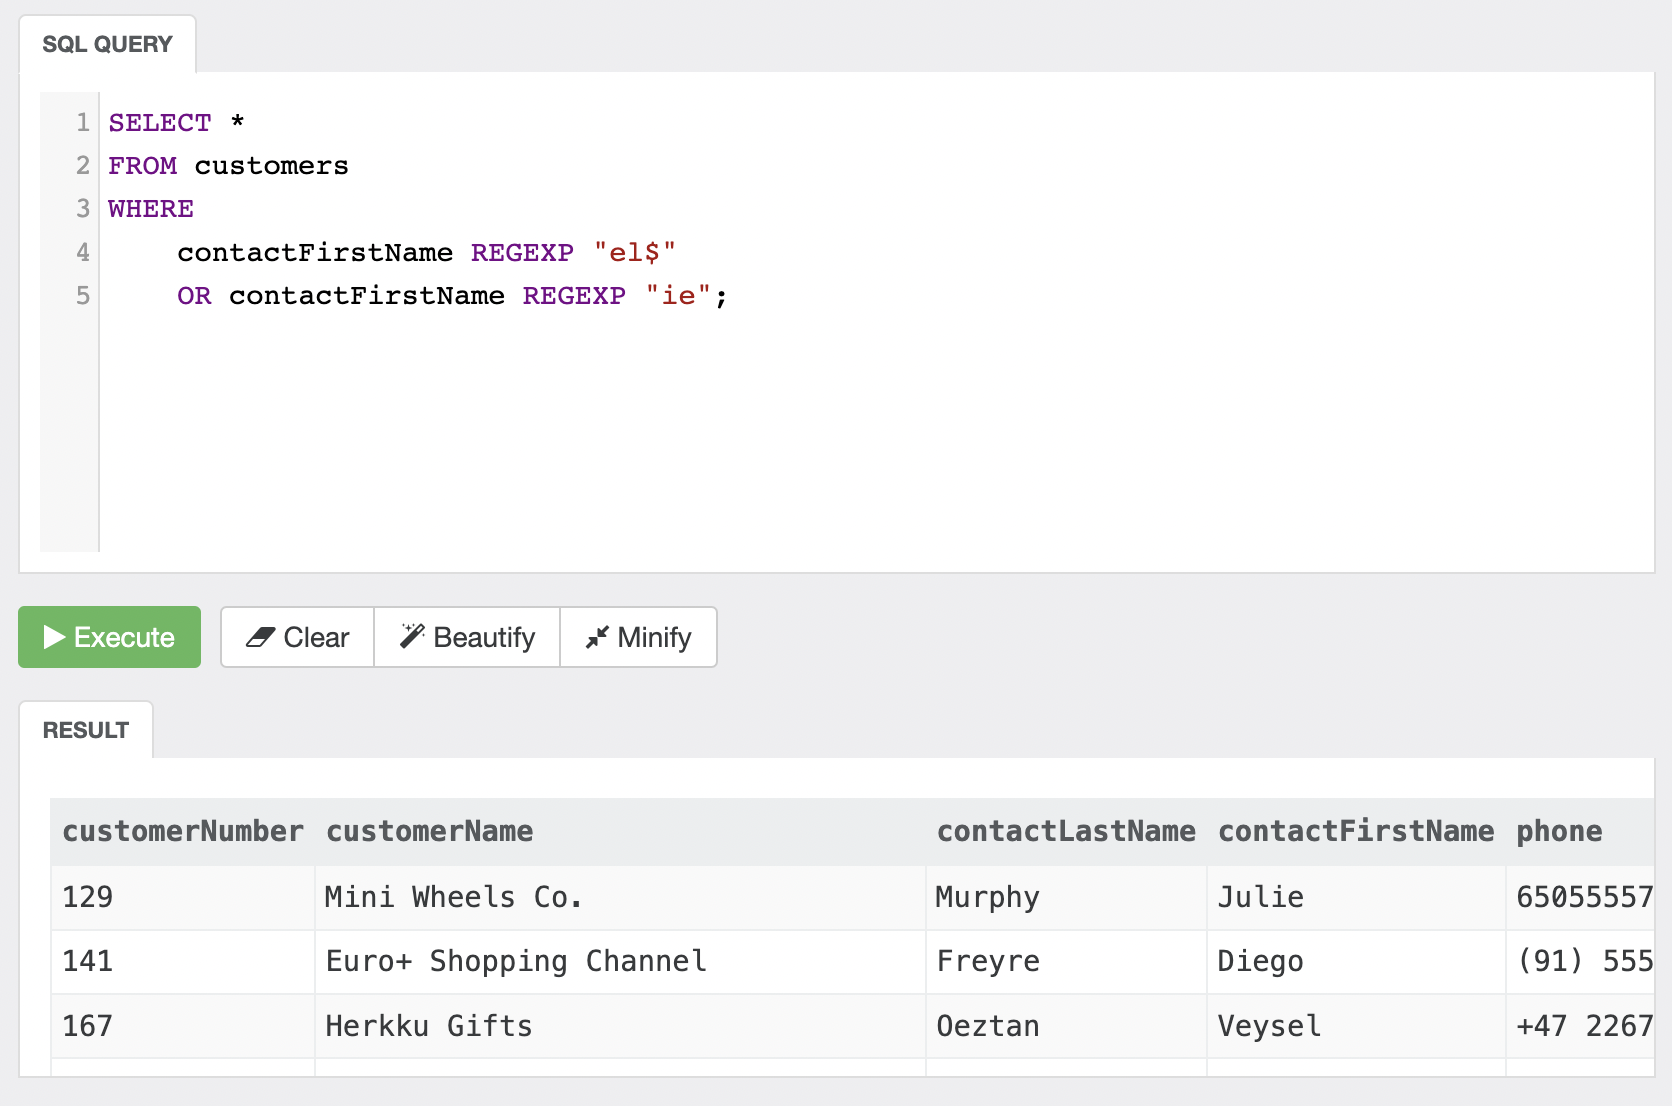 SQL QUERY
1 SELECT *
2 FROM customers
3 WHERE
4     contactFirstName REGEXP "el$"
5     OR contactFirstName REGEXP "ie";
Execute Clear Beautify Minify
RESULT
customerNumber customerName contactLastName contactFirstName phone
129 Mini Wheels Co. Murphy Julie 65055557
141 Euro+ Shopping Channel Freyre Diego (91) 555
167 Herkku Gifts Oeztan Veysel +47 2267